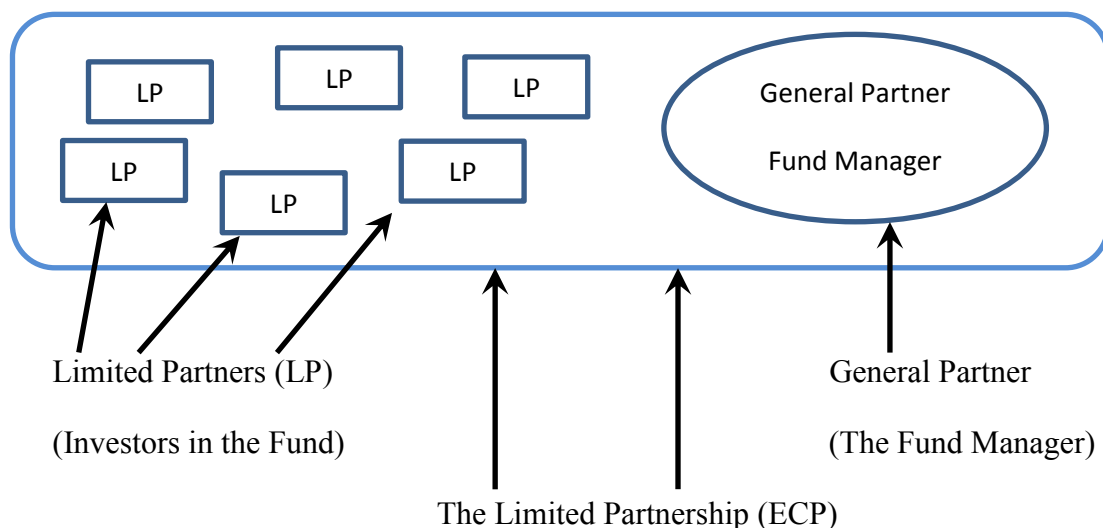 LP
LP
LP
LP
LP
LP
General Partner
Fund Manager
Limited Partners (LP)
(Investors in the Fund)
General Partner
(The Fund Manager)
The Limited Partnership (ECP)